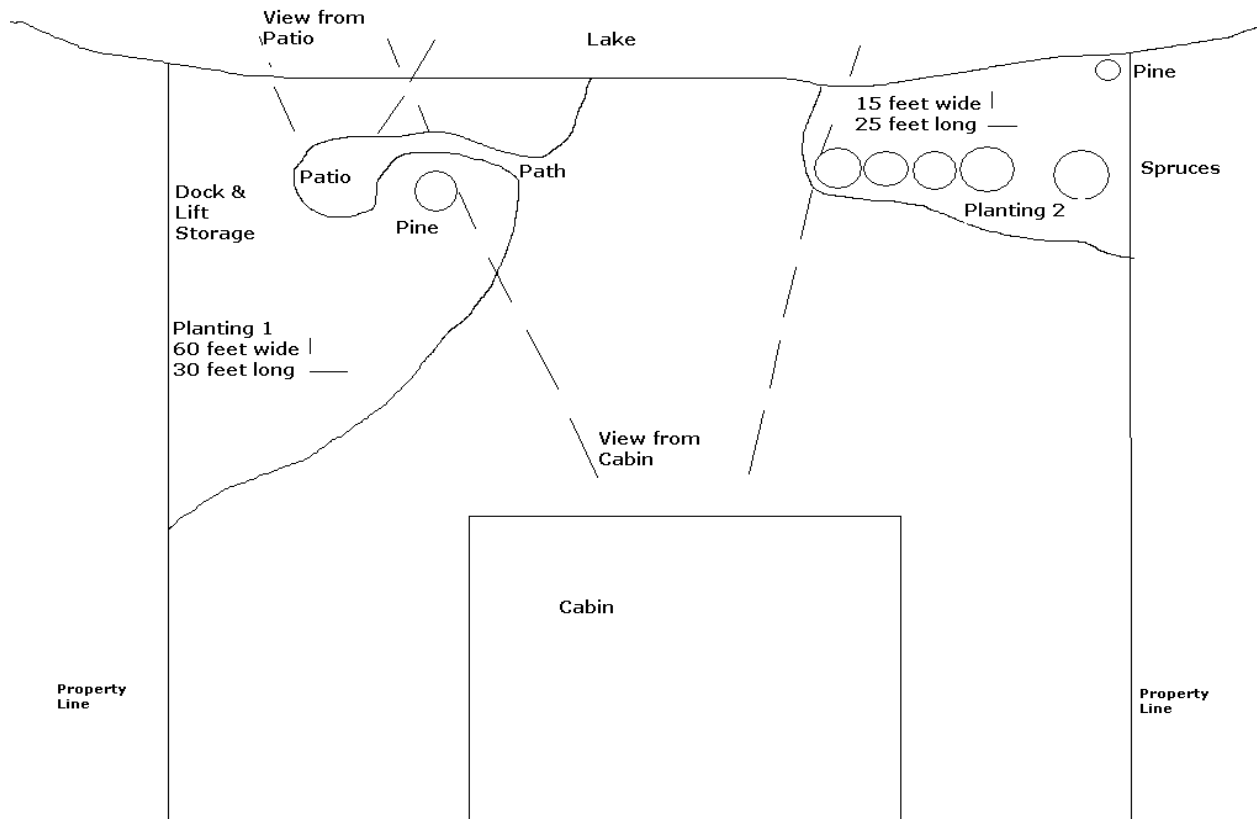 View from
Patio
Lake
Pine
15 feet wide
25 feet long
Patio
Path
Spruces
Dock &
Lift
Storage
Pine
Planting 2
Planting 1
60 feet wide
30 feet long
View from
Cabin
Cabin
Property
Line
Property
Line